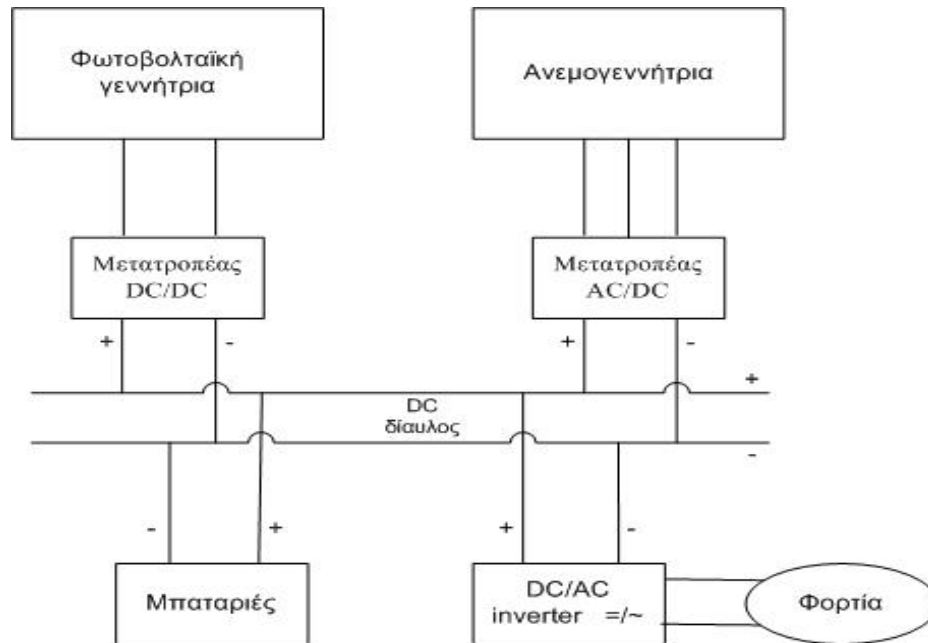 Φωτοβολταϊκή
γεννήτρια
Ανεμογεννήτρια
Μετατροπέας
DC/DC
Μετατροπέας
AC/DC
+
-
+
-
+
DC
δίαυλος
-
-
+
+
-
Μπαταριές
DC/AC
inverter =/~
Φορτία